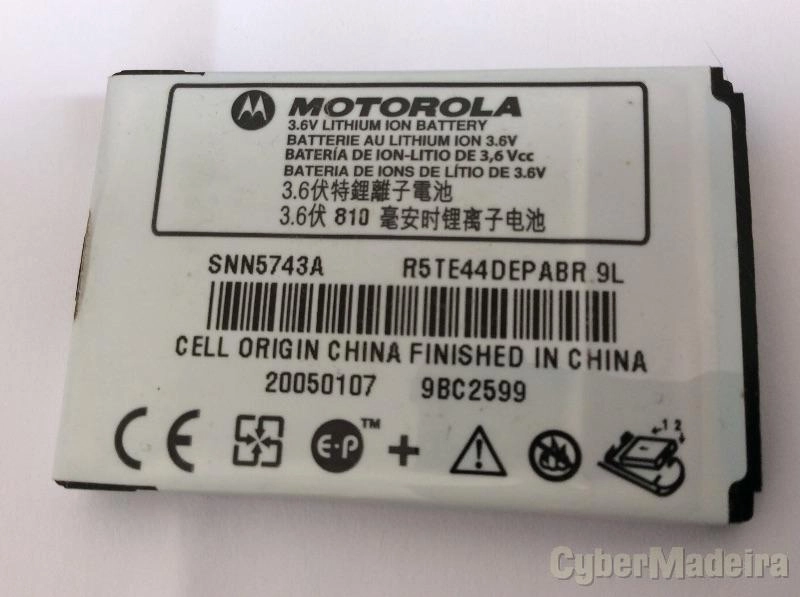 MOTOROLA
3.6V LITHIUM ION BATTERY
BATTERIE AU LITHIUM ION 3.6V
BATERÍA DE ION-LITIO DE 3,6 Vcc
BATERIA DE IONS DE LÍTIO DE 3.6V
3.6伏特鋰離子電池
3.6伏 810 毫安时锂离子电池
SNN5743A R5TE44DEPABR 9L
CELL ORIGIN CHINA FINISHED IN CHINA
20050107 9BC2599
CE E·P™ + 1 2
CyberMadeira